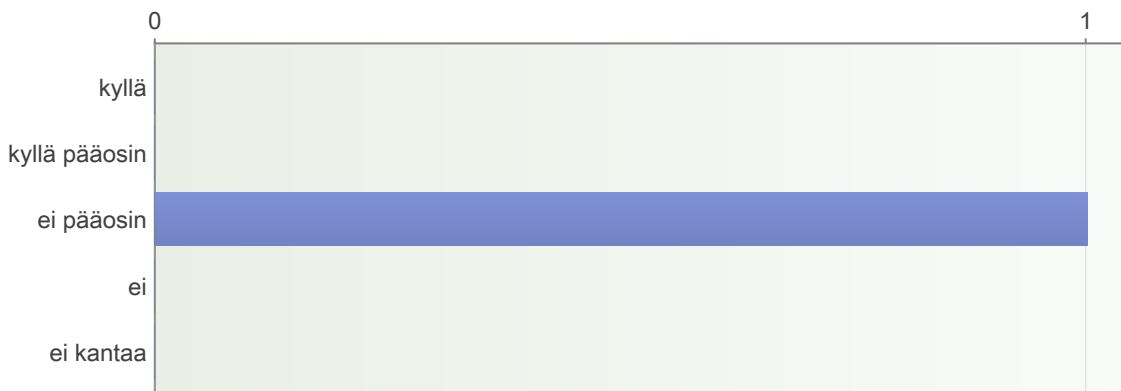 0 1
kyllä
kyllä pääosin
ei pääosin
ei
ei kantaa